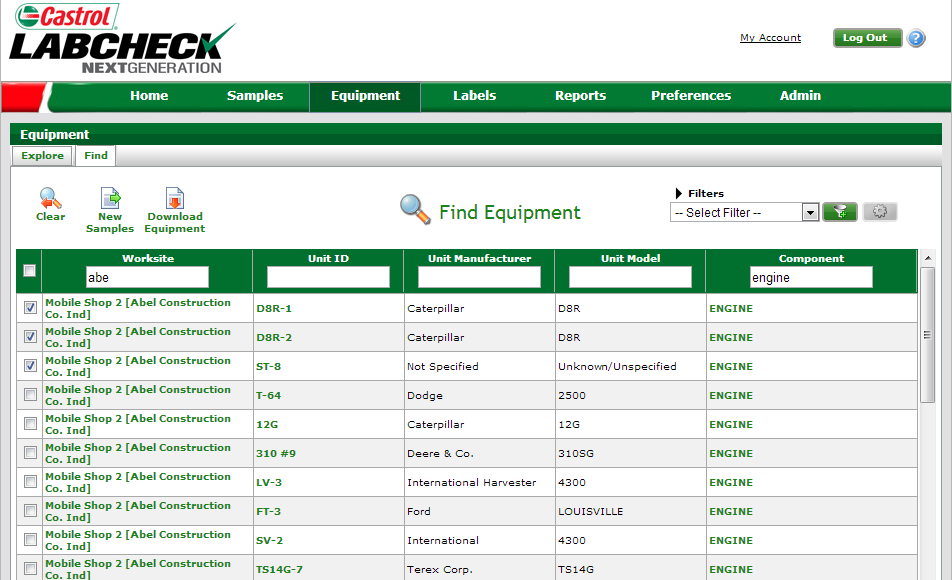 Castrol
LABCHECK
NEXTGENERATION
My Account
Log Out
?
Home Samples Equipment Labels Reports Preferences Admin
Equipment
Explore Find
Clear
New
Samples
Download
Equipment
Find Equipment
Filters
-- Select Filter --
Worksite Unit ID Unit Manufacturer Unit Model Component
abe engine
Mobile Shop 2 [Abel Construction
Co. Ind] D8R-1 Caterpillar D8R ENGINE
Mobile Shop 2 [Abel Construction
Co. Ind] D8R-2 Caterpillar D8R ENGINE
Mobile Shop 2 [Abel Construction
Co. Ind] ST-8 Not Specified Unknown/Unspecified ENGINE
Mobile Shop 2 [Abel Construction
Co. Ind] T-64 Dodge 2500 ENGINE
Mobile Shop 2 [Abel Construction
Co. Ind] 12G Caterpillar 12G ENGINE
Mobile Shop 2 [Abel Construction
Co. Ind] 310 #9 Deere & Co. 310SG ENGINE
Mobile Shop 2 [Abel Construction
Co. Ind] LV-3 International Harvester 4300 ENGINE
Mobile Shop 2 [Abel Construction
Co. Ind] FT-3 Ford LOUISVILLE ENGINE
Mobile Shop 2 [Abel Construction
Co. Ind] SV-2 International 4300 ENGINE
Mobile Shop 2 [Abel Construction
Co. Ind] TS14G-7 Terex Corp. TS14G ENGINE